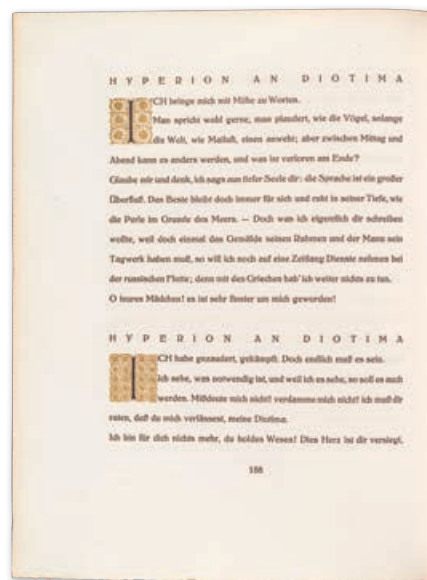 HYPERION AN DIOTIMA
ICH bringe mich mit Mühe zu Worten.
Man spricht wohl gerne, man plaudert, wie die Vögel, solange
die Welt, wie Mailuft, einen anweht; aber zwischen Mittag und
Abend kann es anders werden, und was ist verloren am Ende?
Glaube mir und denk, ich sags aus tiefer Seele dir: die Sprache ist ein großer
Überfluß. Das Beste bleibt doch immer für sich und ruht in seiner Tiefe, wie
die Perle im Grunde des Meers. — Doch was ich eigentlich dir schreiben
wollte, weil doch einmal das Gemälde seinen Rahmen und der Mann sein
Tagwerk haben muß, so will ich noch auf eine Zeitlang Dienste nehmen bei
der russischen Flotte; denn mit den Griechen hab' ich weiter nichts zu tun.
O teures Mädchen! es ist sehr finster um mich geworden!
HYPERION AN DIOTIMA
ICH habe gezaudert, gekämpft. Doch endlich muß es sein.
Ich sehe, was notwendig ist, und weil ich es sehe, so soll es auch
werden. Mißdeute mich nicht! verdamme mich nicht! ich muß dir
raten, daß du mich verlässest, meine Diotima.
Ich bin für dich nichts mehr, du holdes Wesen! Dies Herz ist dir versiegt,
188